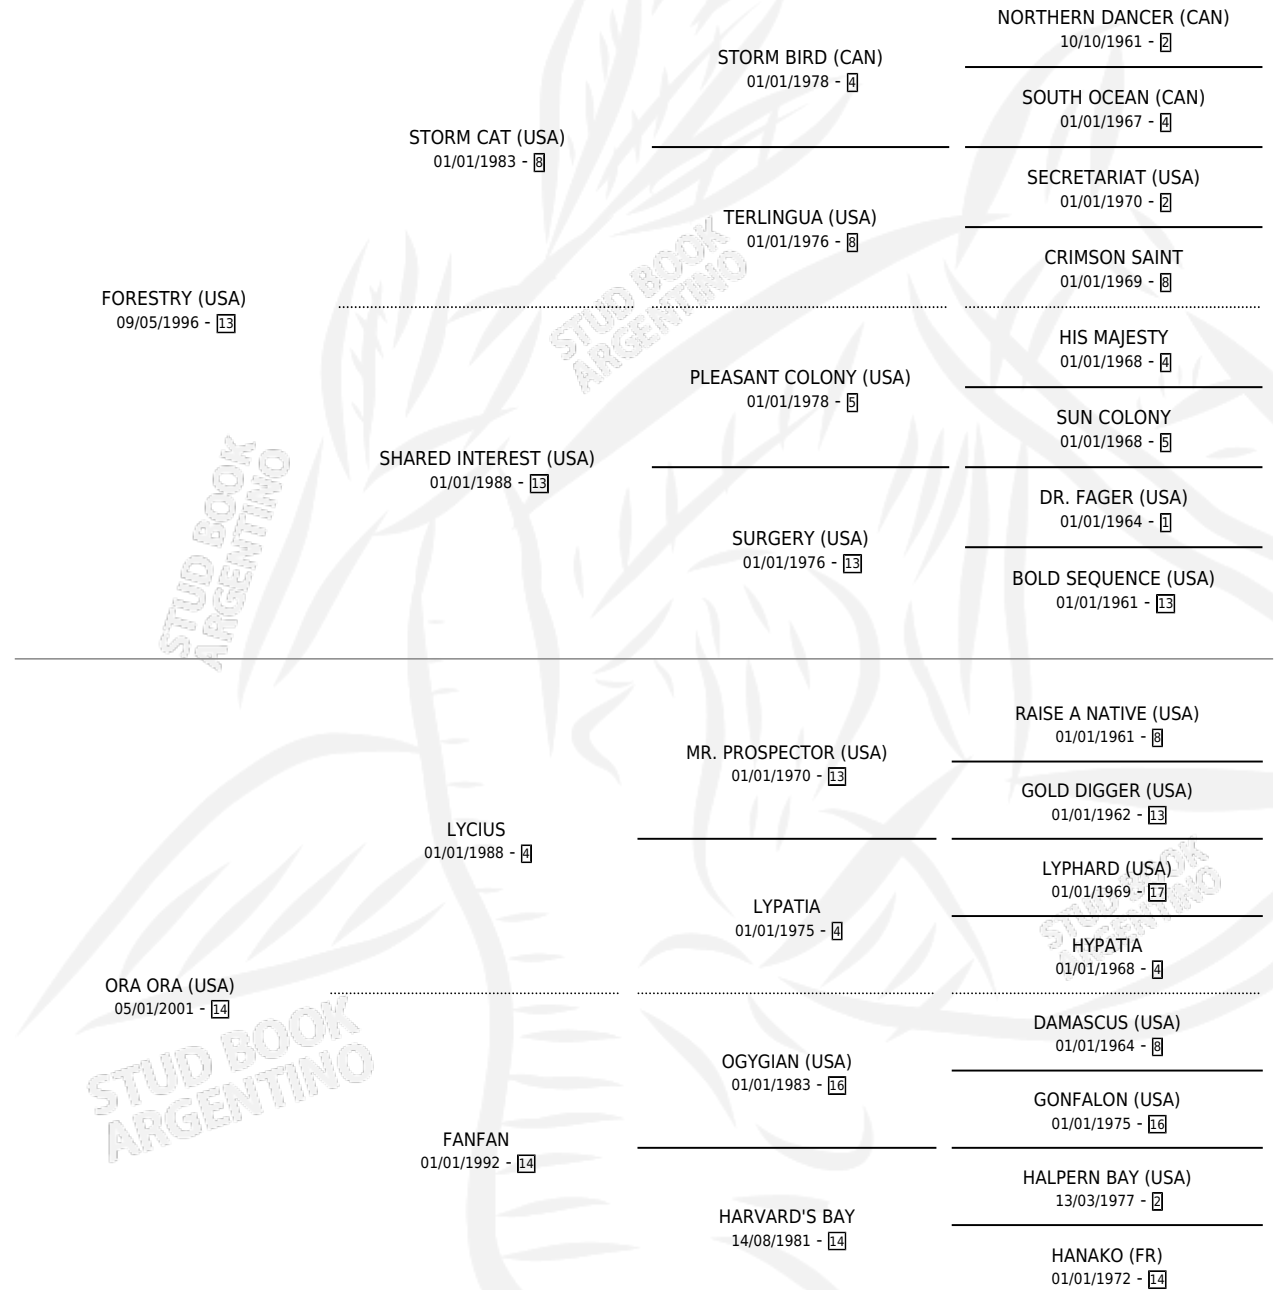 NORTHERN DANCER (CAN)
10/10/1961 - 2
STORM BIRD (CAN)
01/01/1978 - 4
SOUTH OCEAN (CAN)
01/01/1967 - 4
STORM CAT (USA)
01/01/1983 - 8
SECRETARIAT (USA)
01/01/1970 - 2
TERLINGUA (USA)
01/01/1976 - 8
CRIMSON SAINT
01/01/1969 - 8
FORESTRY (USA)
09/05/1996 - 13
HIS MAJESTY
01/01/1968 - 4
PLEASANT COLONY (USA)
01/01/1978 - 5
SUN COLONY
01/01/1968 - 5
SHARED INTEREST (USA)
01/01/1988 - 13
DR. FAGER (USA)
01/01/1964 - 1
SURGERY (USA)
01/01/1976 - 13
BOLD SEQUENCE (USA)
01/01/1961 - 13
STUD BOOK
ARGENTINO
STUD BOOK
ARGENTINO
RAISE A NATIVE (USA)
01/01/1961 - 8
MR. PROSPECTOR (USA)
01/01/1970 - 13
GOLD DIGGER (USA)
01/01/1962 - 13
LYCIUS
01/01/1988 - 4
LYPHARD (USA)
01/01/1969 - 17
LYPATIA
01/01/1975 - 4
HYPATIA
01/01/1968 - 4
STUD BOOK
ARGENTINO
ORA ORA (USA)
05/01/2001 - 14
DAMASCUS (USA)
01/01/1964 - 8
OGYGIAN (USA)
01/01/1983 - 16
GONFALON (USA)
01/01/1975 - 16
STUD BOOK
ARGENTINO
FANFAN
01/01/1992 - 14
HALPERN BAY (USA)
13/03/1977 - 2
HARVARD'S BAY
14/08/1981 - 14
HANAKO (FR)
01/01/1972 - 14